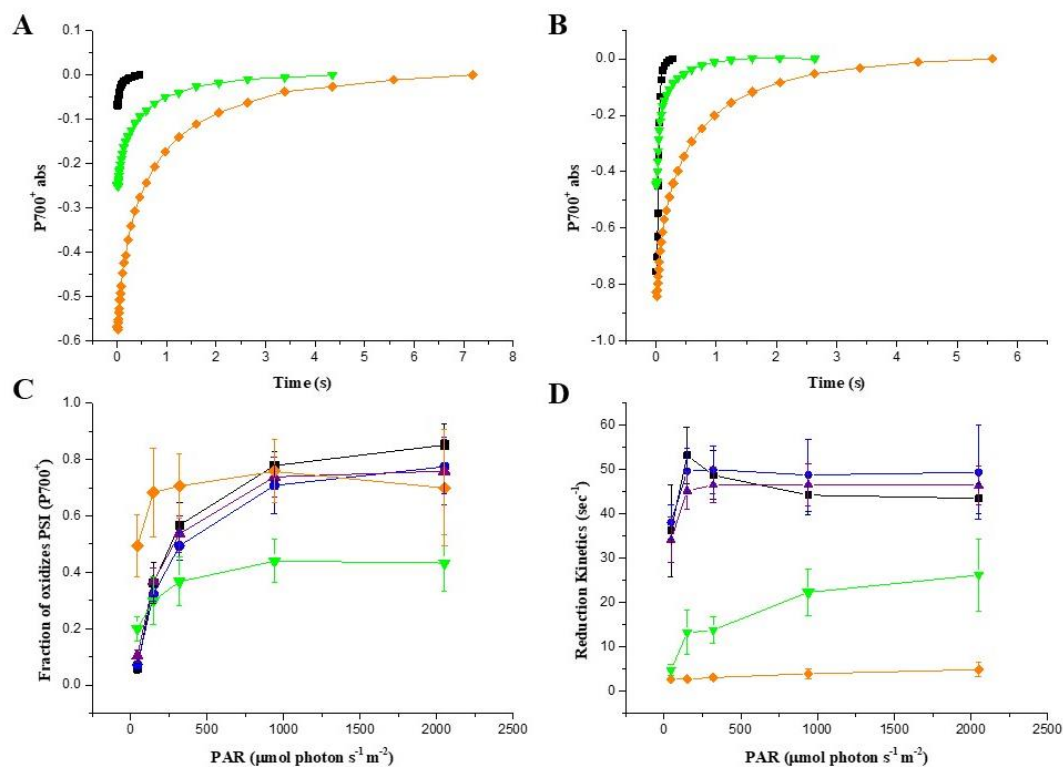 A
0.1
0.0
-0.1
-0.2
-0.3
-0.4
-0.5
-0.6
P700+ abs
0 1 2 3 4 5 6 7 8
Time (s)
B
0.0
-0.2
-0.4
-0.6
-0.8
-1.0
P700+ abs
0 1 2 3 4 5 6
Time (s)
C
1.0
0.8
0.6
0.4
0.2
0.0
Fraction of oxidizes PSI (P700+)
0 500 1000 1500 2000 2500
PAR (μmol photon s-1 m-2)
D
60
50
40
30
20
10
0
Reduction Kinetics (sec-1)
0 500 1000 1500 2000 2500
PAR (μmol photon s-1 m-2)